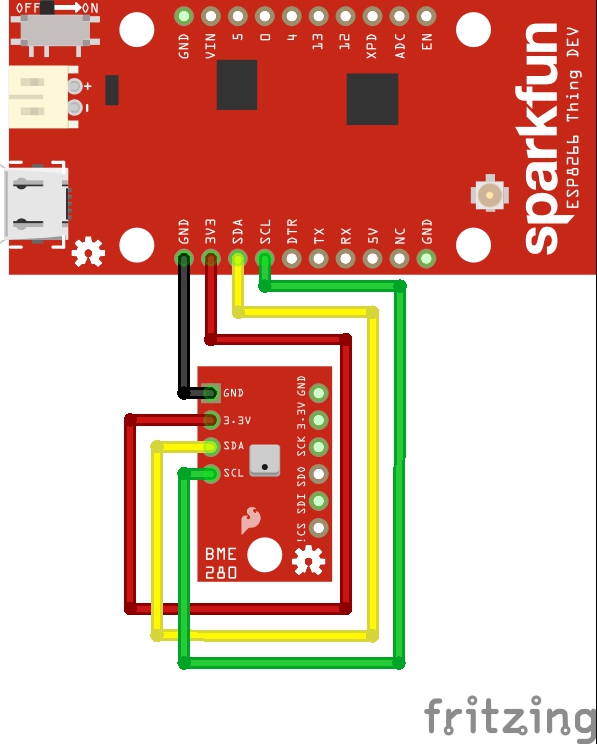 OFF ON
GND VIN 5 0 4 13 12 XPD ADC EN
+
-
sparkfun
ESP8266 Thing DEV
GND 3V3 SDA SCL DTR TX RX 5V NC GND
GND
3.3V
SDA
SCL
GND
3.3V
SCK
SDO
SDI
!CS
BME
280
fritzing